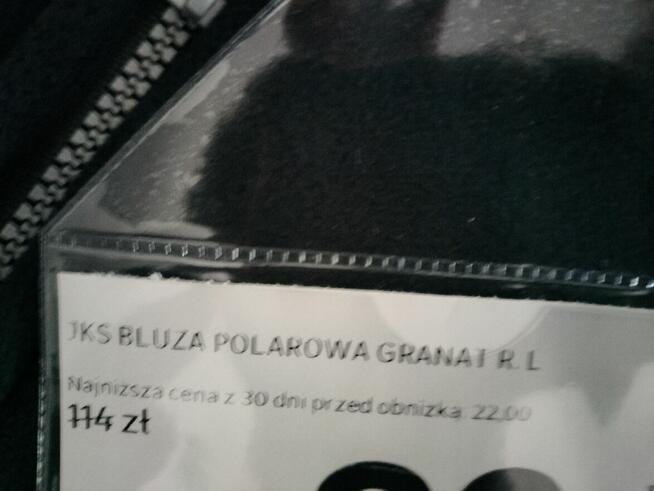 JKS BLUZA POLAROWA GRANAT R. L
Najniższa cena z 30 dni przed obniżką: 22,00
114 zł